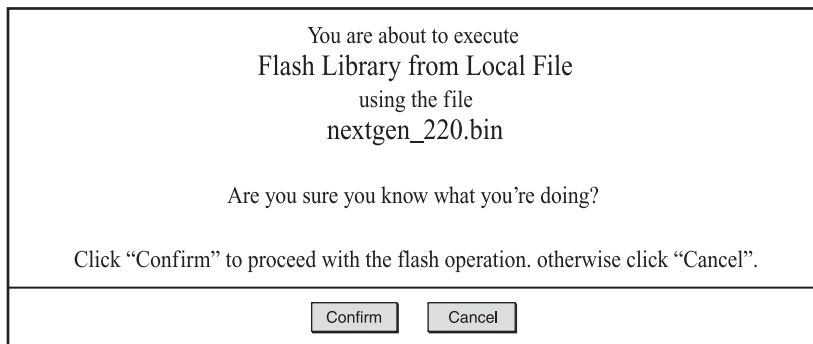 You are about to execute
Flash Library from Local File
using the file
nextgen_220.bin
Are you sure you know what you’re doing?
Click “Confirm” to proceed with the flash operation. otherwise click “Cancel”.
Confirm Cancel